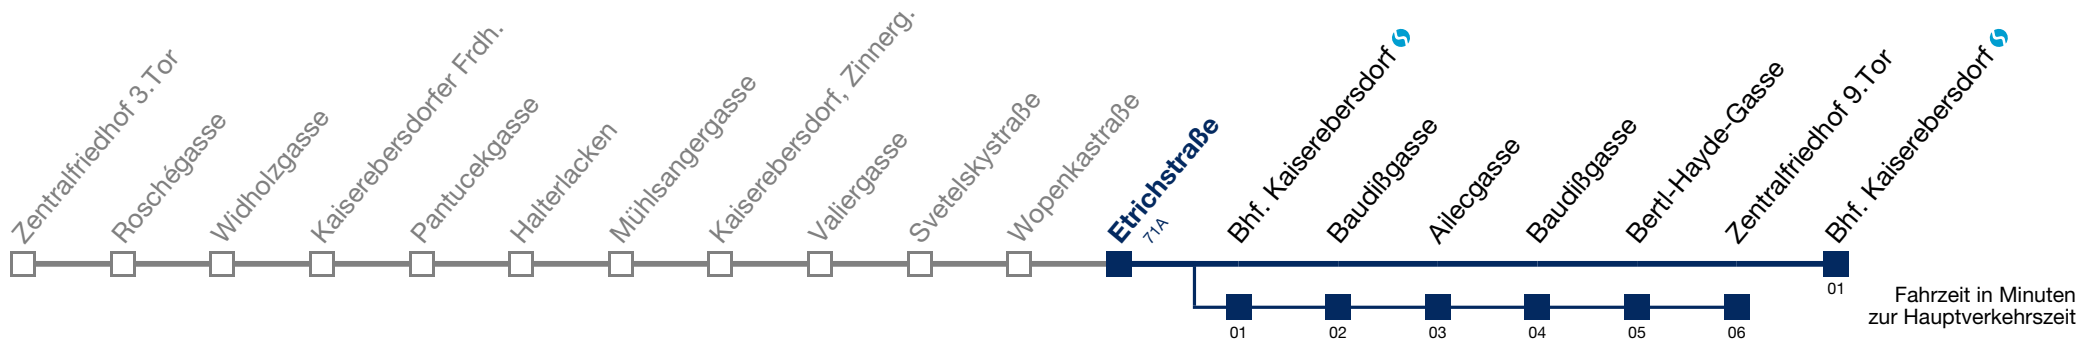 Zentralfriedhof 3.Tor
Roschégasse
Widholzgasse
Kaiserebersdorfer Frdh.
Pantucekgasse
Halterlacken
Mühlsangergasse
Kaiserebersdorf, Zinnerg.
Valiergasse
Svetelskystraße
Wopenkastraße
Etrichstraße
71A
Bhf. Kaiserebersdorf
Baudißgasse
Ailecgasse
Baudißgasse
Bertl-Hayde-Gasse
Zentralfriedhof 9.Tor
Bhf. Kaiserebersdorf
01
01
02
03
04
05
06
Fahrzeit in Minuten
zur Hauptverkehrszeit